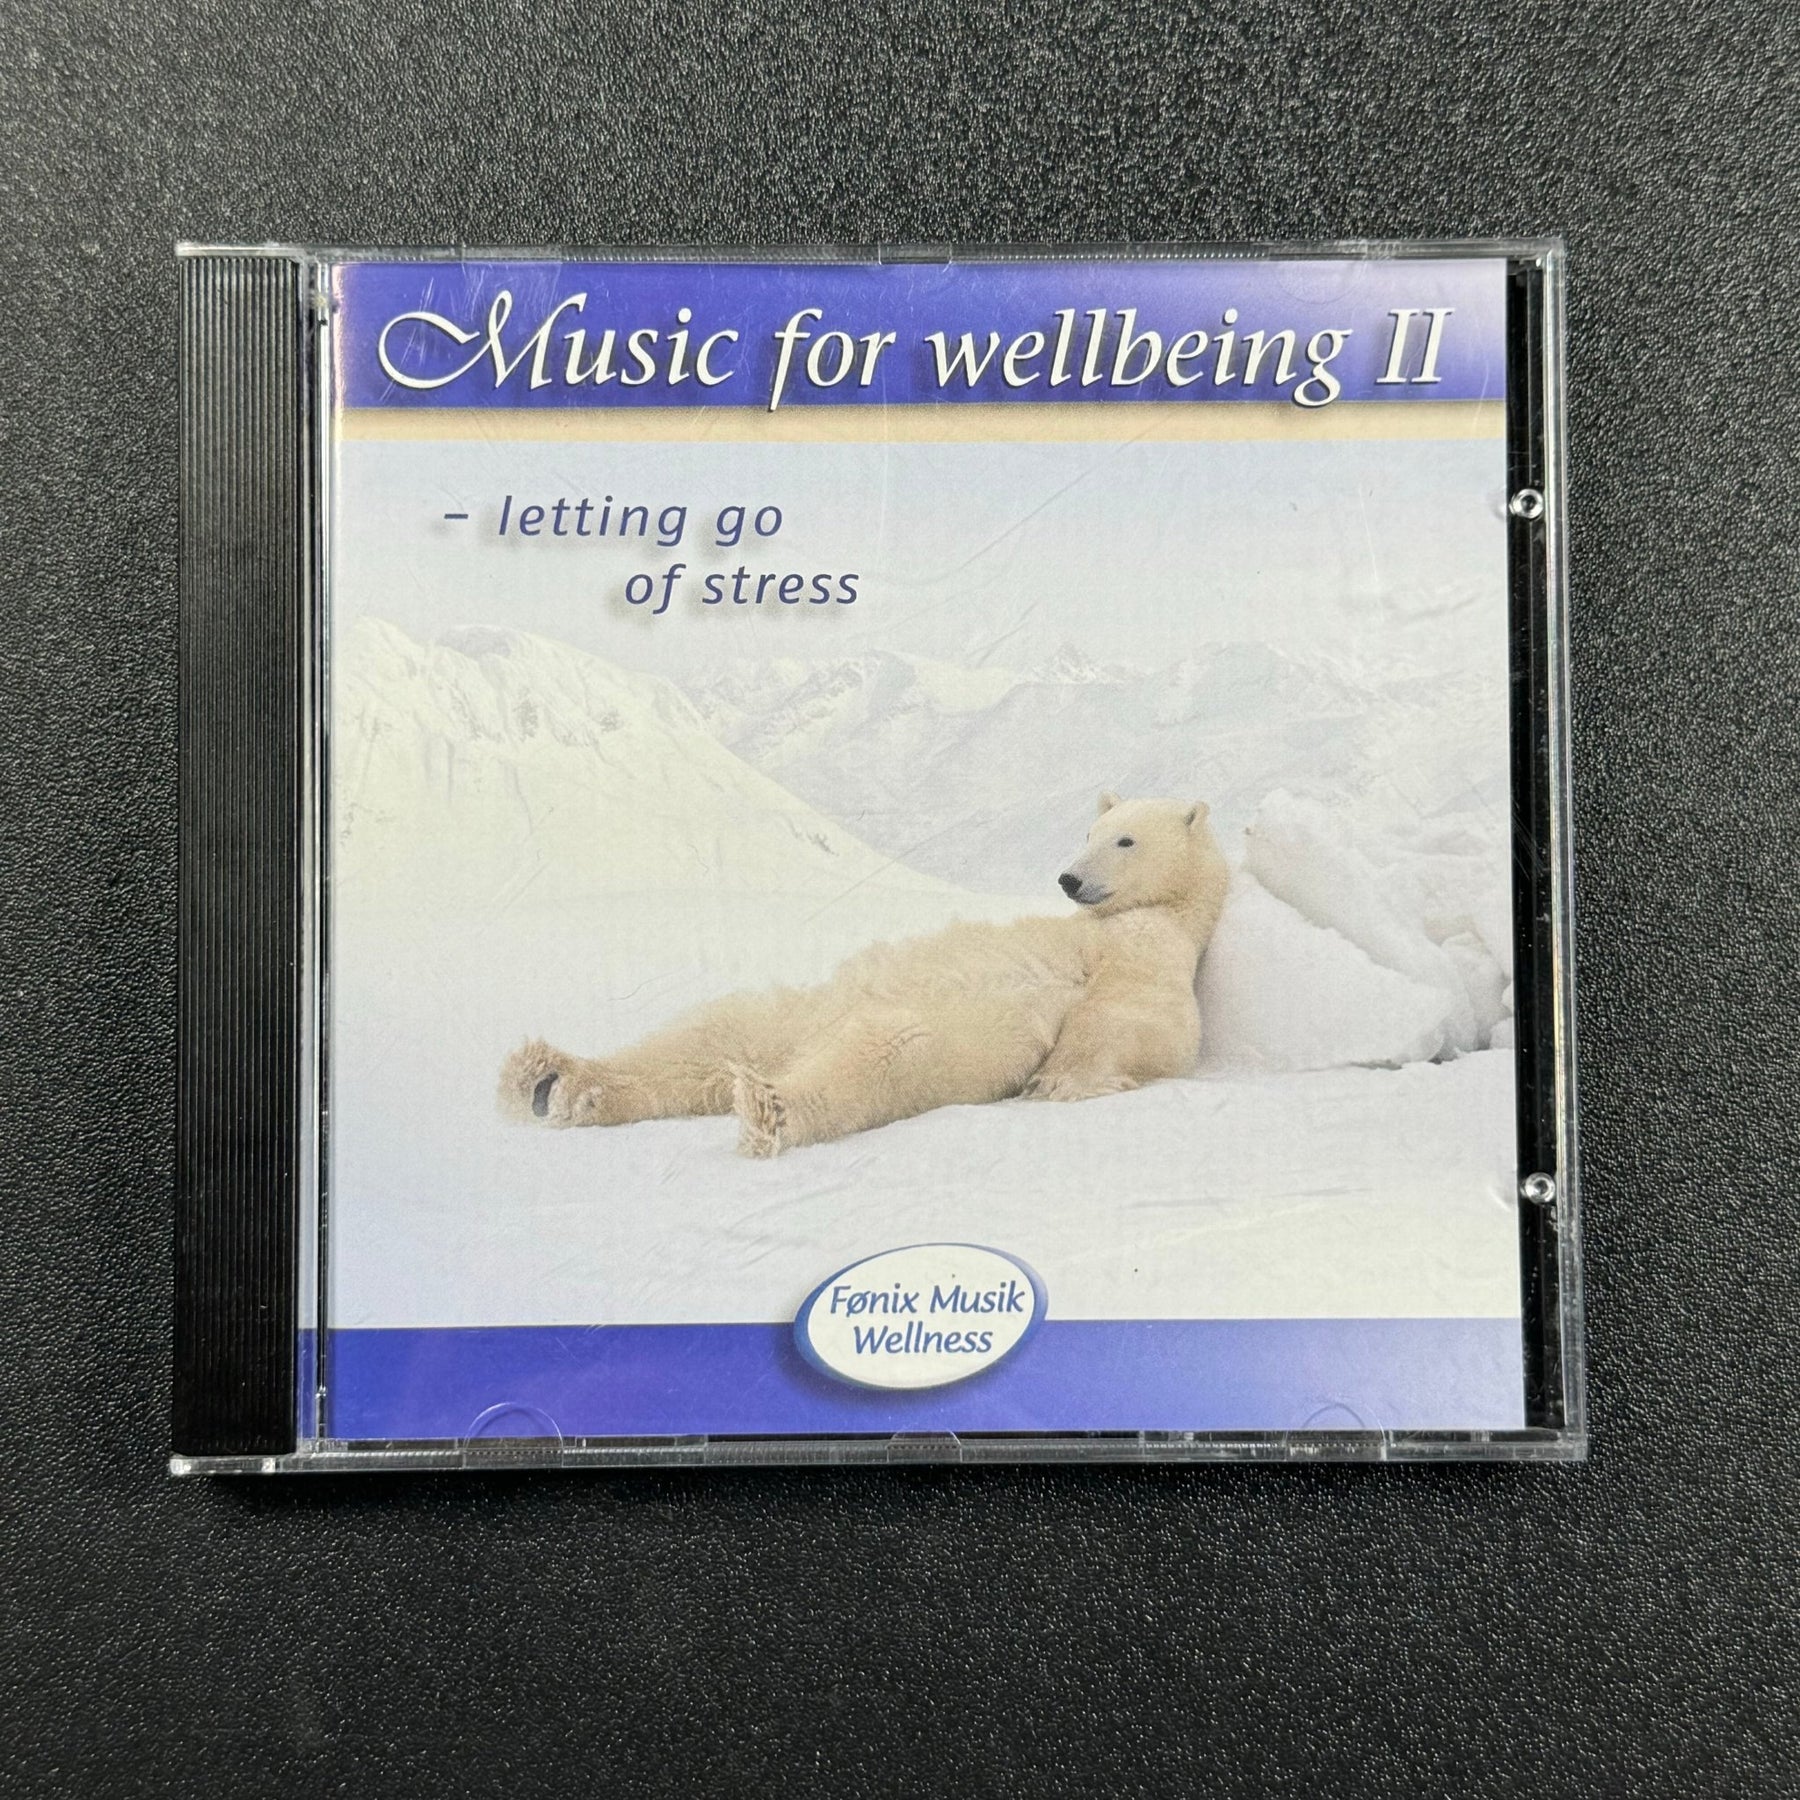 Music for wellbeing II
– letting go
of stress
Fønix Musik
Wellness